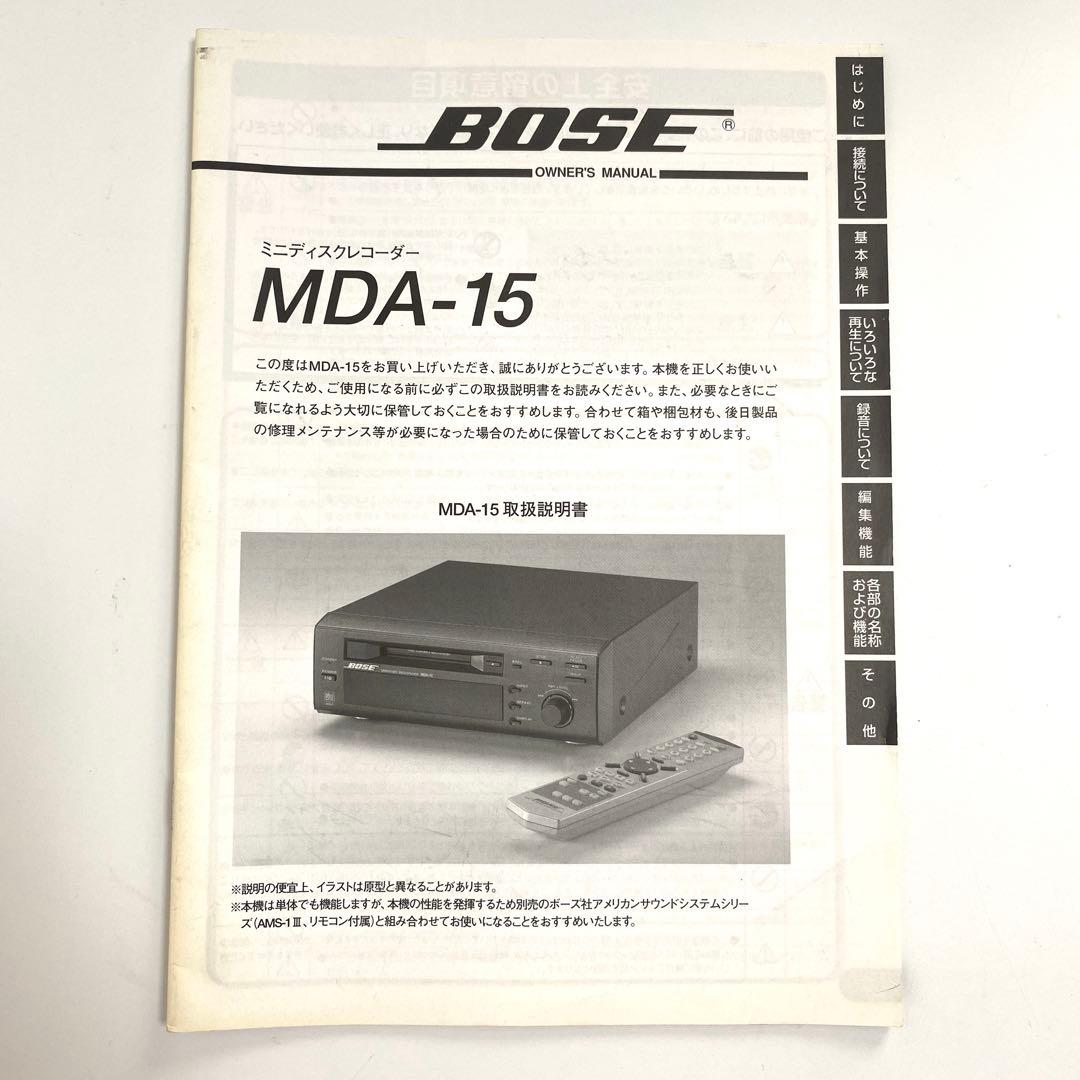 BOSE®
OWNER'S MANUAL
ミニディスクレコーダー
MDA-15
この度はMDA-15をお買い上げいただき、誠にありがとうございます。本機を正しくお使いい
ただくため、ご使用になる前に必ずこの取扱説明書をお読みください。また、必要なときにご
覧になれるよう大切に保管しておくことをおすすめします。合わせて箱や梱包材も、後日製品
の修理メンテナンス等が必要になった場合のために保管しておくことをおすすめします。
MDA-15 取扱説明書
BOSE
BOSE
※説明の便宜上、イラストは原型と異なることがあります。
※本機は単体でも機能しますが、本機の性能を発揮するため別売のボーズ社アメリカンサウンドシステムシリー
ズ(AMS-1Ⅲ、リモコン付属)と組み合わせてお使いになることをおすすめいたします。
はじめに
接続について
基本操作
いろいろな
再生について
録音について
編集機能
各部の名称
および機能
その他